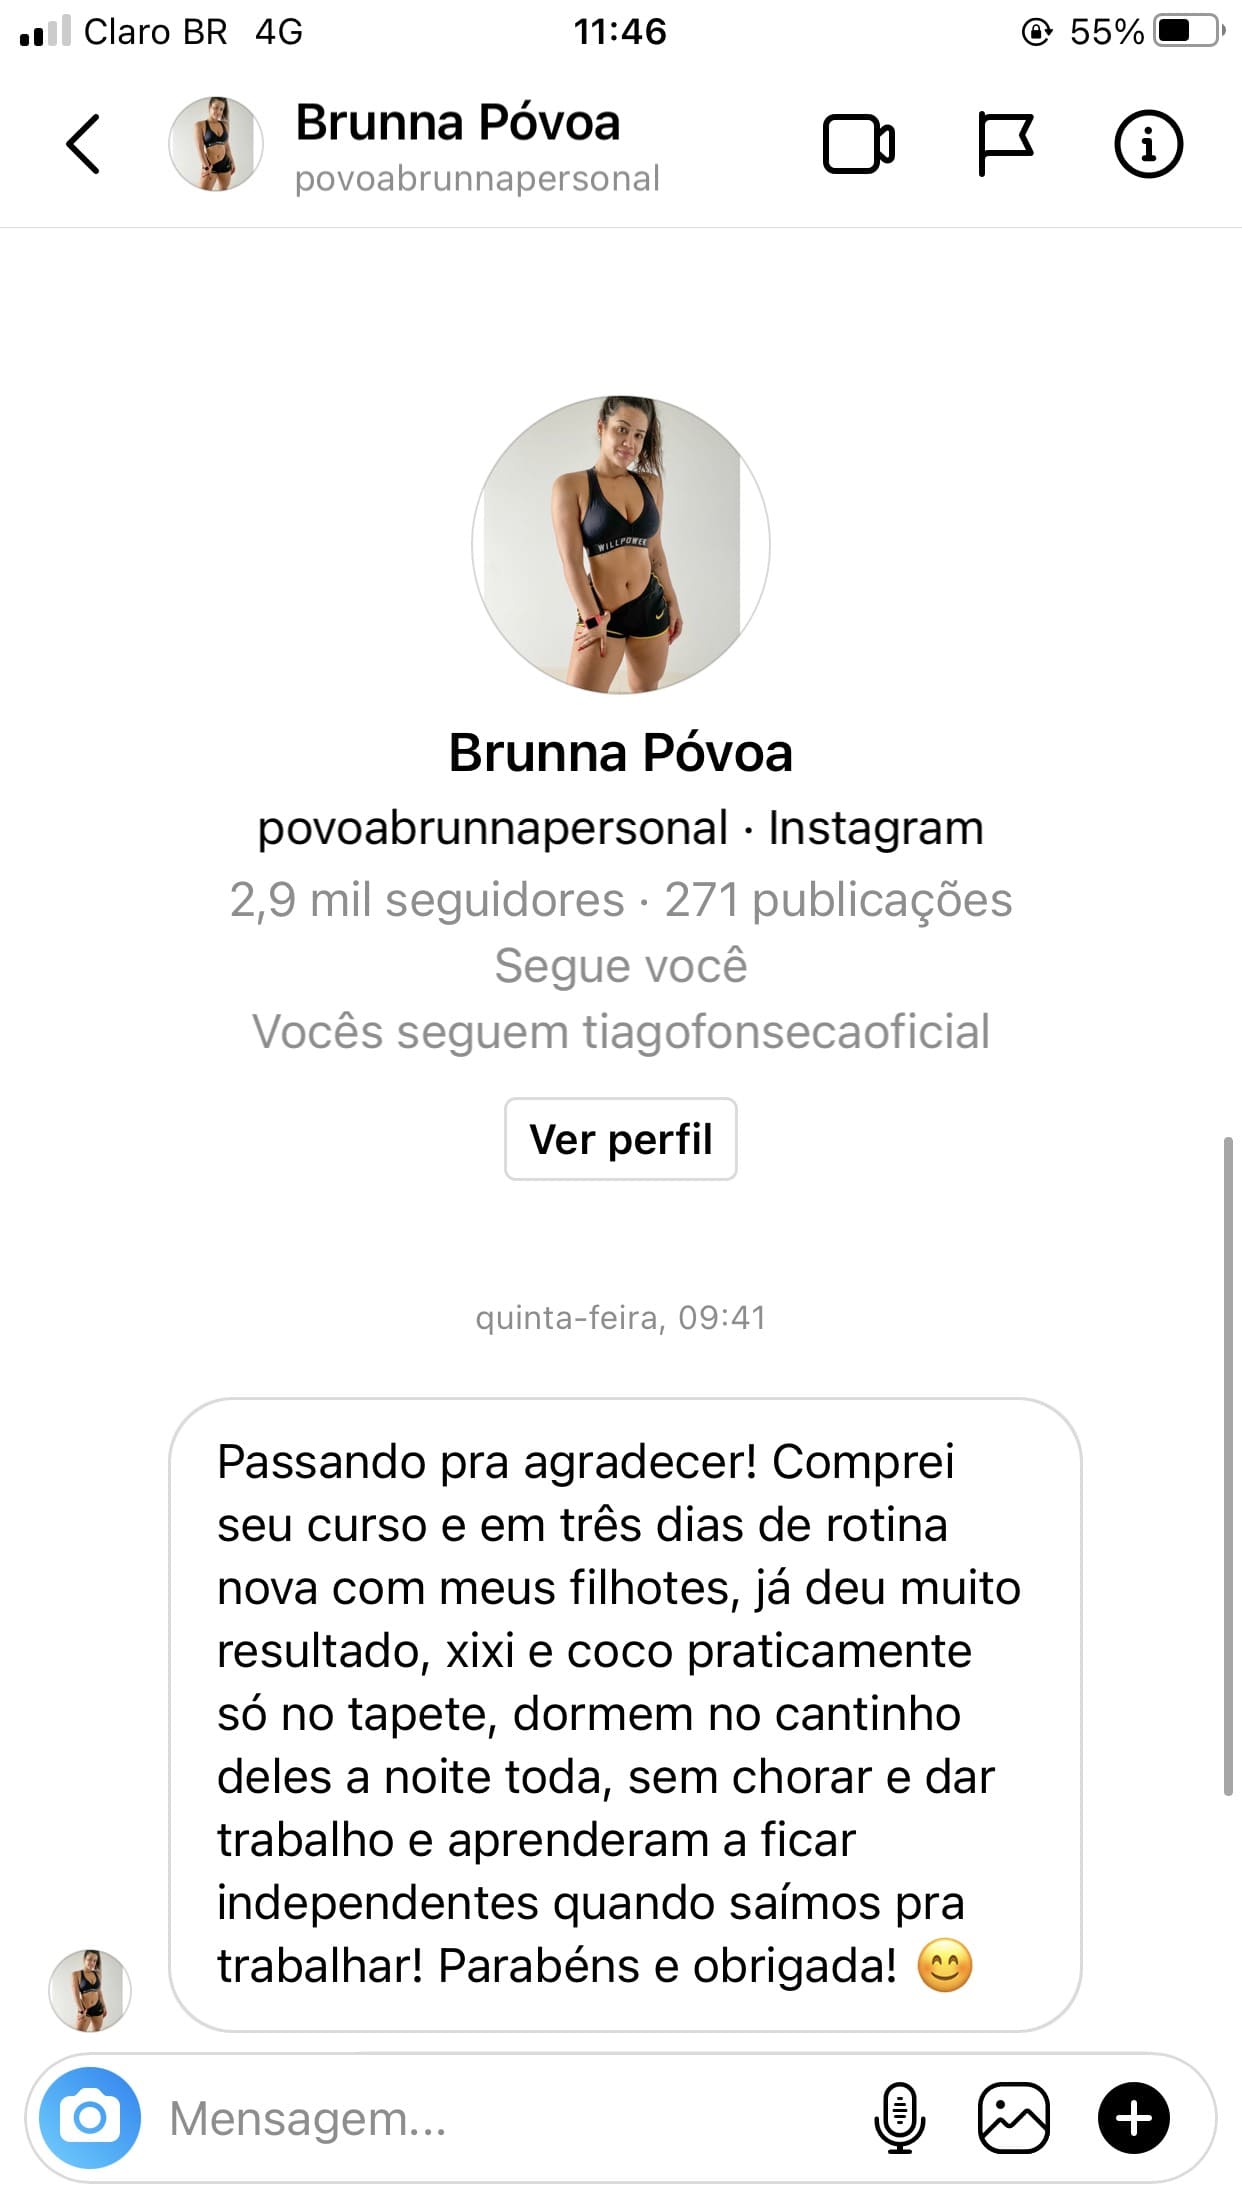 Claro BR 4G 11:46 55%
Brunna Póvoa
povoabrunnapersonal
WILLPOWER
Brunna Póvoa
povoabrunnapersonal · Instagram
2,9 mil seguidores · 271 publicações
Segue você
Vocês seguem tiagofonsecaoficial
Ver perfil
quinta-feira, 09:41
Passando pra agradecer! Comprei
seu curso e em três dias de rotina
nova com meus filhotes, já deu muito
resultado, xixi e coco praticamente
só no tapete, dormem no cantinho
deles a noite toda, sem chorar e dar
trabalho e aprenderam a ficar
independentes quando saímos pra
trabalhar! Parabéns e obrigada! 😊
Mensagem...